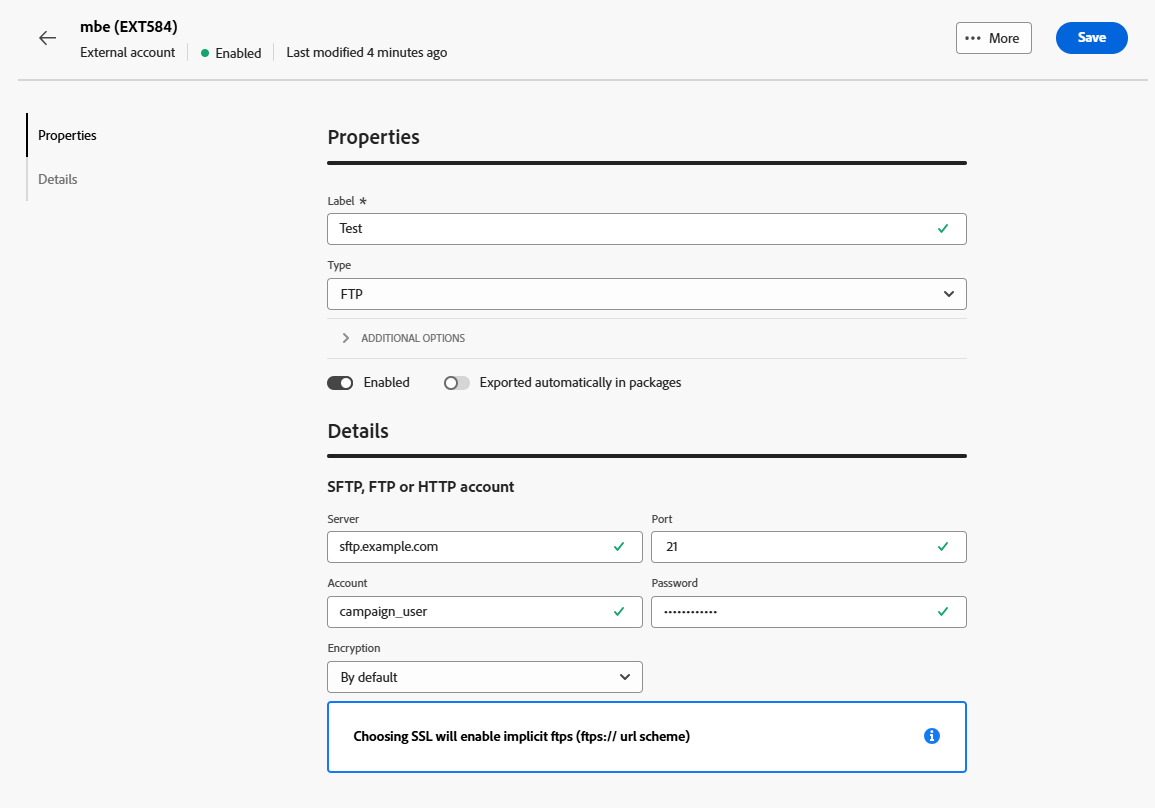 mbe (EXT584)
External account Enabled Last modified 4 minutes ago
••• More
Save
Properties
Details
Properties
Label *
Test
Type
FTP
ADDITIONAL OPTIONS
Enabled Exported automatically in packages
Details
SFTP, FTP or HTTP account
Server Port
sftp.example.com 21
Account Password
campaign_user ••••••••••••
Encryption
By default
Choosing SSL will enable implicit ftps (ftps:// url scheme)